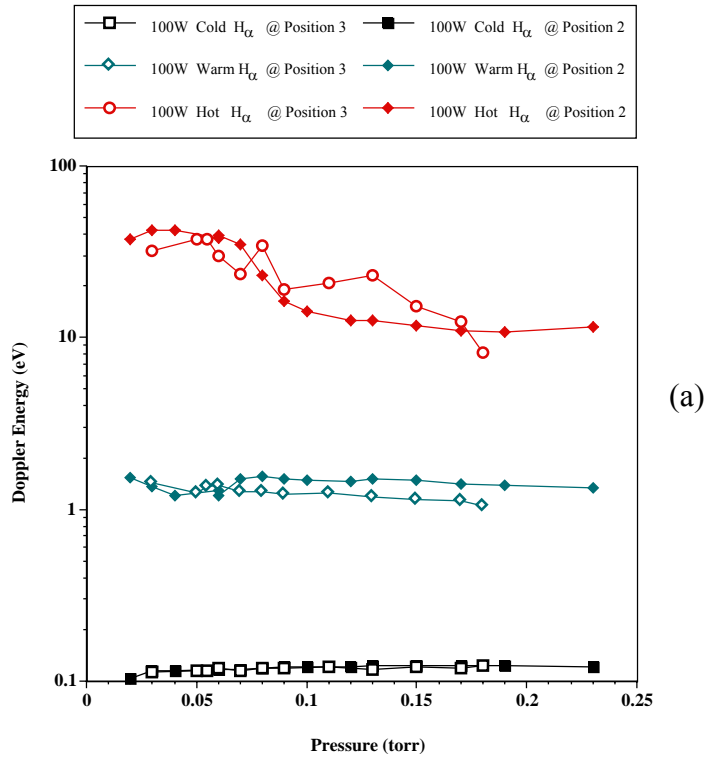 100W Cold Hα @ Position 3 100W Cold Hα @ Position 2
100W Warm Hα @ Position 3 100W Warm Hα @ Position 2
100W Hot Hα @ Position 3 100W Hot Hα @ Position 2
100
10
1
0.1
Doppler Energy (eV)
(a)
0 0.05 0.1 0.15 0.2 0.25
Pressure (torr)